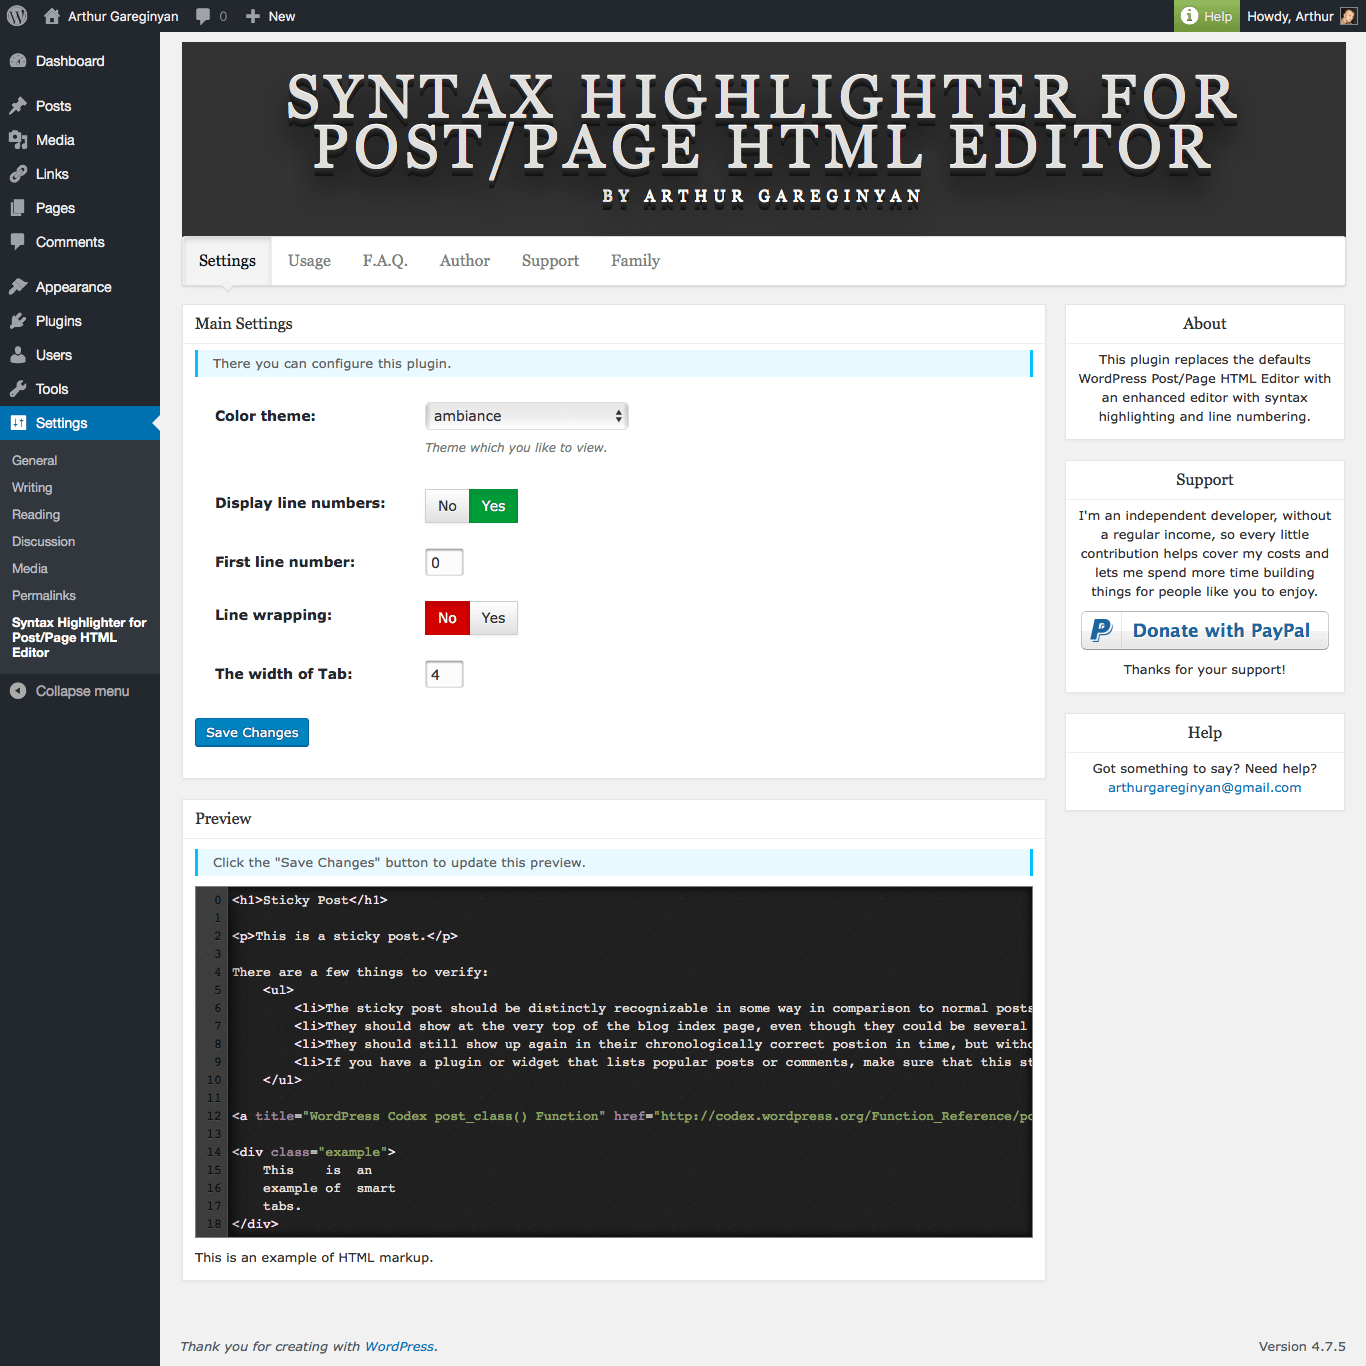 Arthur Gareginyan 0 New Help Howdy, Arthur
Dashboard
Posts
Media
Links
Pages
Comments
Appearance
Plugins
Users
Tools
Settings
General
Writing
Reading
Discussion
Media
Permalinks
Syntax Highlighter for
Post/Page HTML
Editor
Collapse menu
SYNTAX HIGHLIGHTER FOR
POST/PAGE HTML EDITOR
BY ARTHUR GAREGINYAN
Settings Usage F.A.Q. Author Support Family
Main Settings
There you can configure this plugin.
Color theme: ambiance
Theme which you like to view.
Display line numbers: No Yes
First line number: 0
Line wrapping: No Yes
The width of Tab: 4
Save Changes
Preview
Click the "Save Changes" button to update this preview.
0 <h1>Sticky Post</h1>
1
2 <p>This is a sticky post.</p>
3
4 There are a few things to verify:
5 <ul>
6 <li>The sticky post should be distinctly recognizable in some way in comparison to normal posts
7 <li>They should show at the very top of the blog index page, even though they could be several
8 <li>They should still show up again in their chronologically correct postion in time, but witho
9 <li>If you have a plugin or widget that lists popular posts or comments, make sure that this st
10 </ul>
11
12 <a title="WordPress Codex post_class() Function" href="http://codex.wordpress.org/Function_Reference/po
13
14 <div class="example">
15 This is an
16 example of smart
17 tabs.
18 </div>
This is an example of HTML markup.
About
This plugin replaces the defaults
WordPress Post/Page HTML Editor with
an enhanced editor with syntax
highlighting and line numbering.
Support
I'm an independent developer, without
a regular income, so every little
contribution helps cover my costs and
lets me spend more time building
things for people like you to enjoy.
Donate with PayPal
Thanks for your support!
Help
Got something to say? Need help?
arthurgareginyan@gmail.com
Thank you for creating with WordPress.
Version 4.7.5